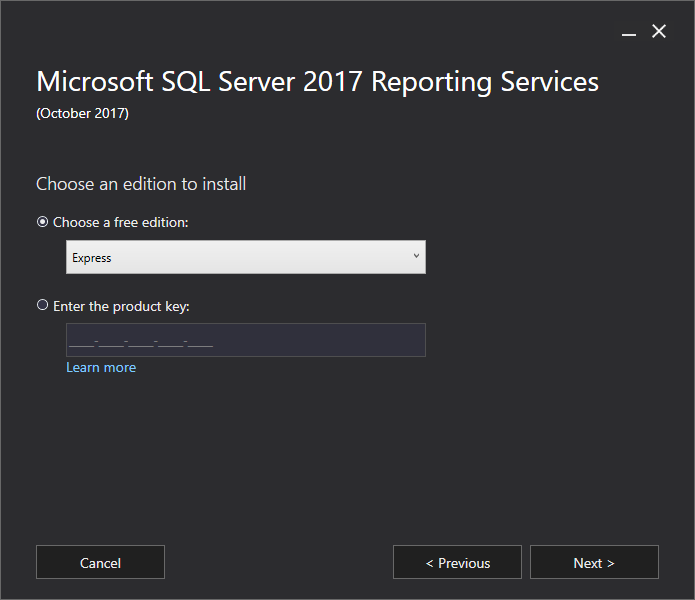 Microsoft SQL Server 2017 Reporting Services
(October 2017)
Choose an edition to install
Choose a free edition:
Express
Enter the product key:
_____-_____-_____-_____-_____
Learn more
Cancel
< Previous
Next >